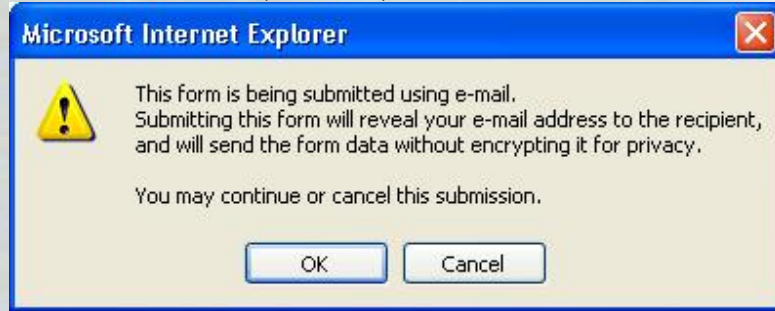 Microsoft Internet Explorer
This form is being submitted using e-mail.
Submitting this form will reveal your e-mail address to the recipient,
and will send the form data without encrypting it for privacy.
You may continue or cancel this submission.
OK Cancel